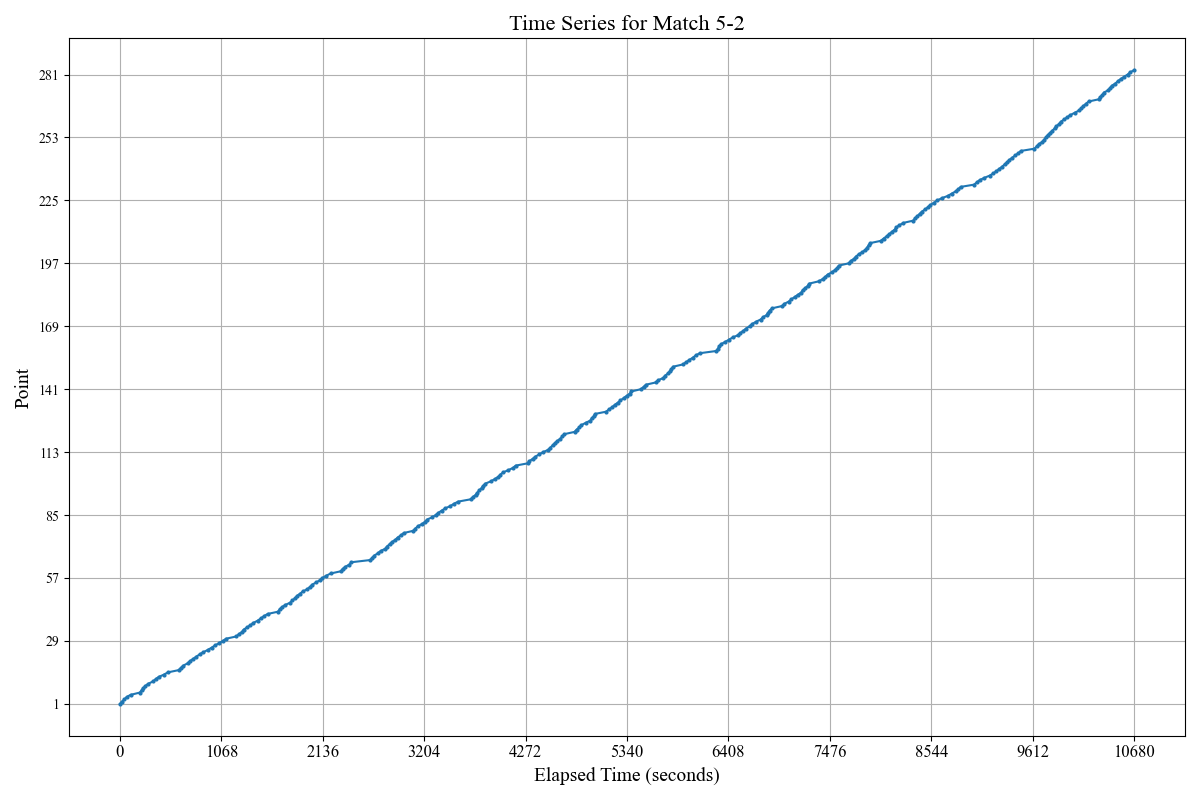 Time Series for Match 5-2
281
253
225
197
169
141
113
85
57
29
1
Point
0 1068 2136 3204 4272 5340 6408 7476 8544 9612 10680
Elapsed Time (seconds)